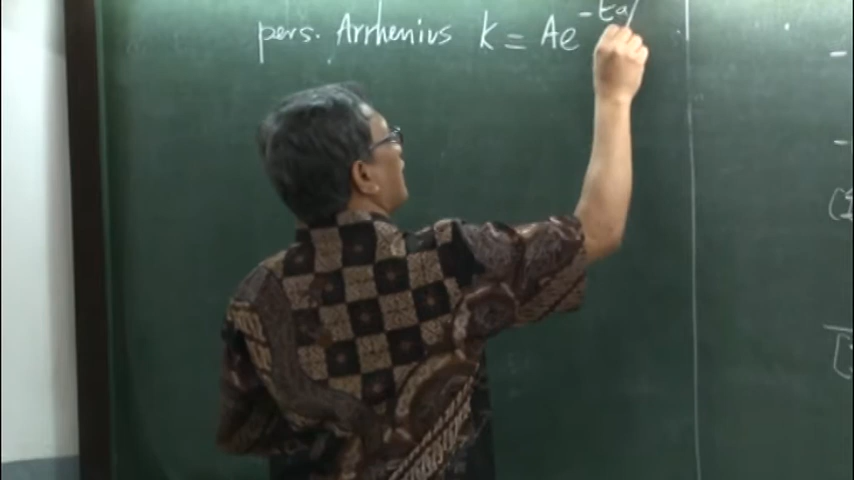 pers. Arrhenius k = Ae^-Ea/